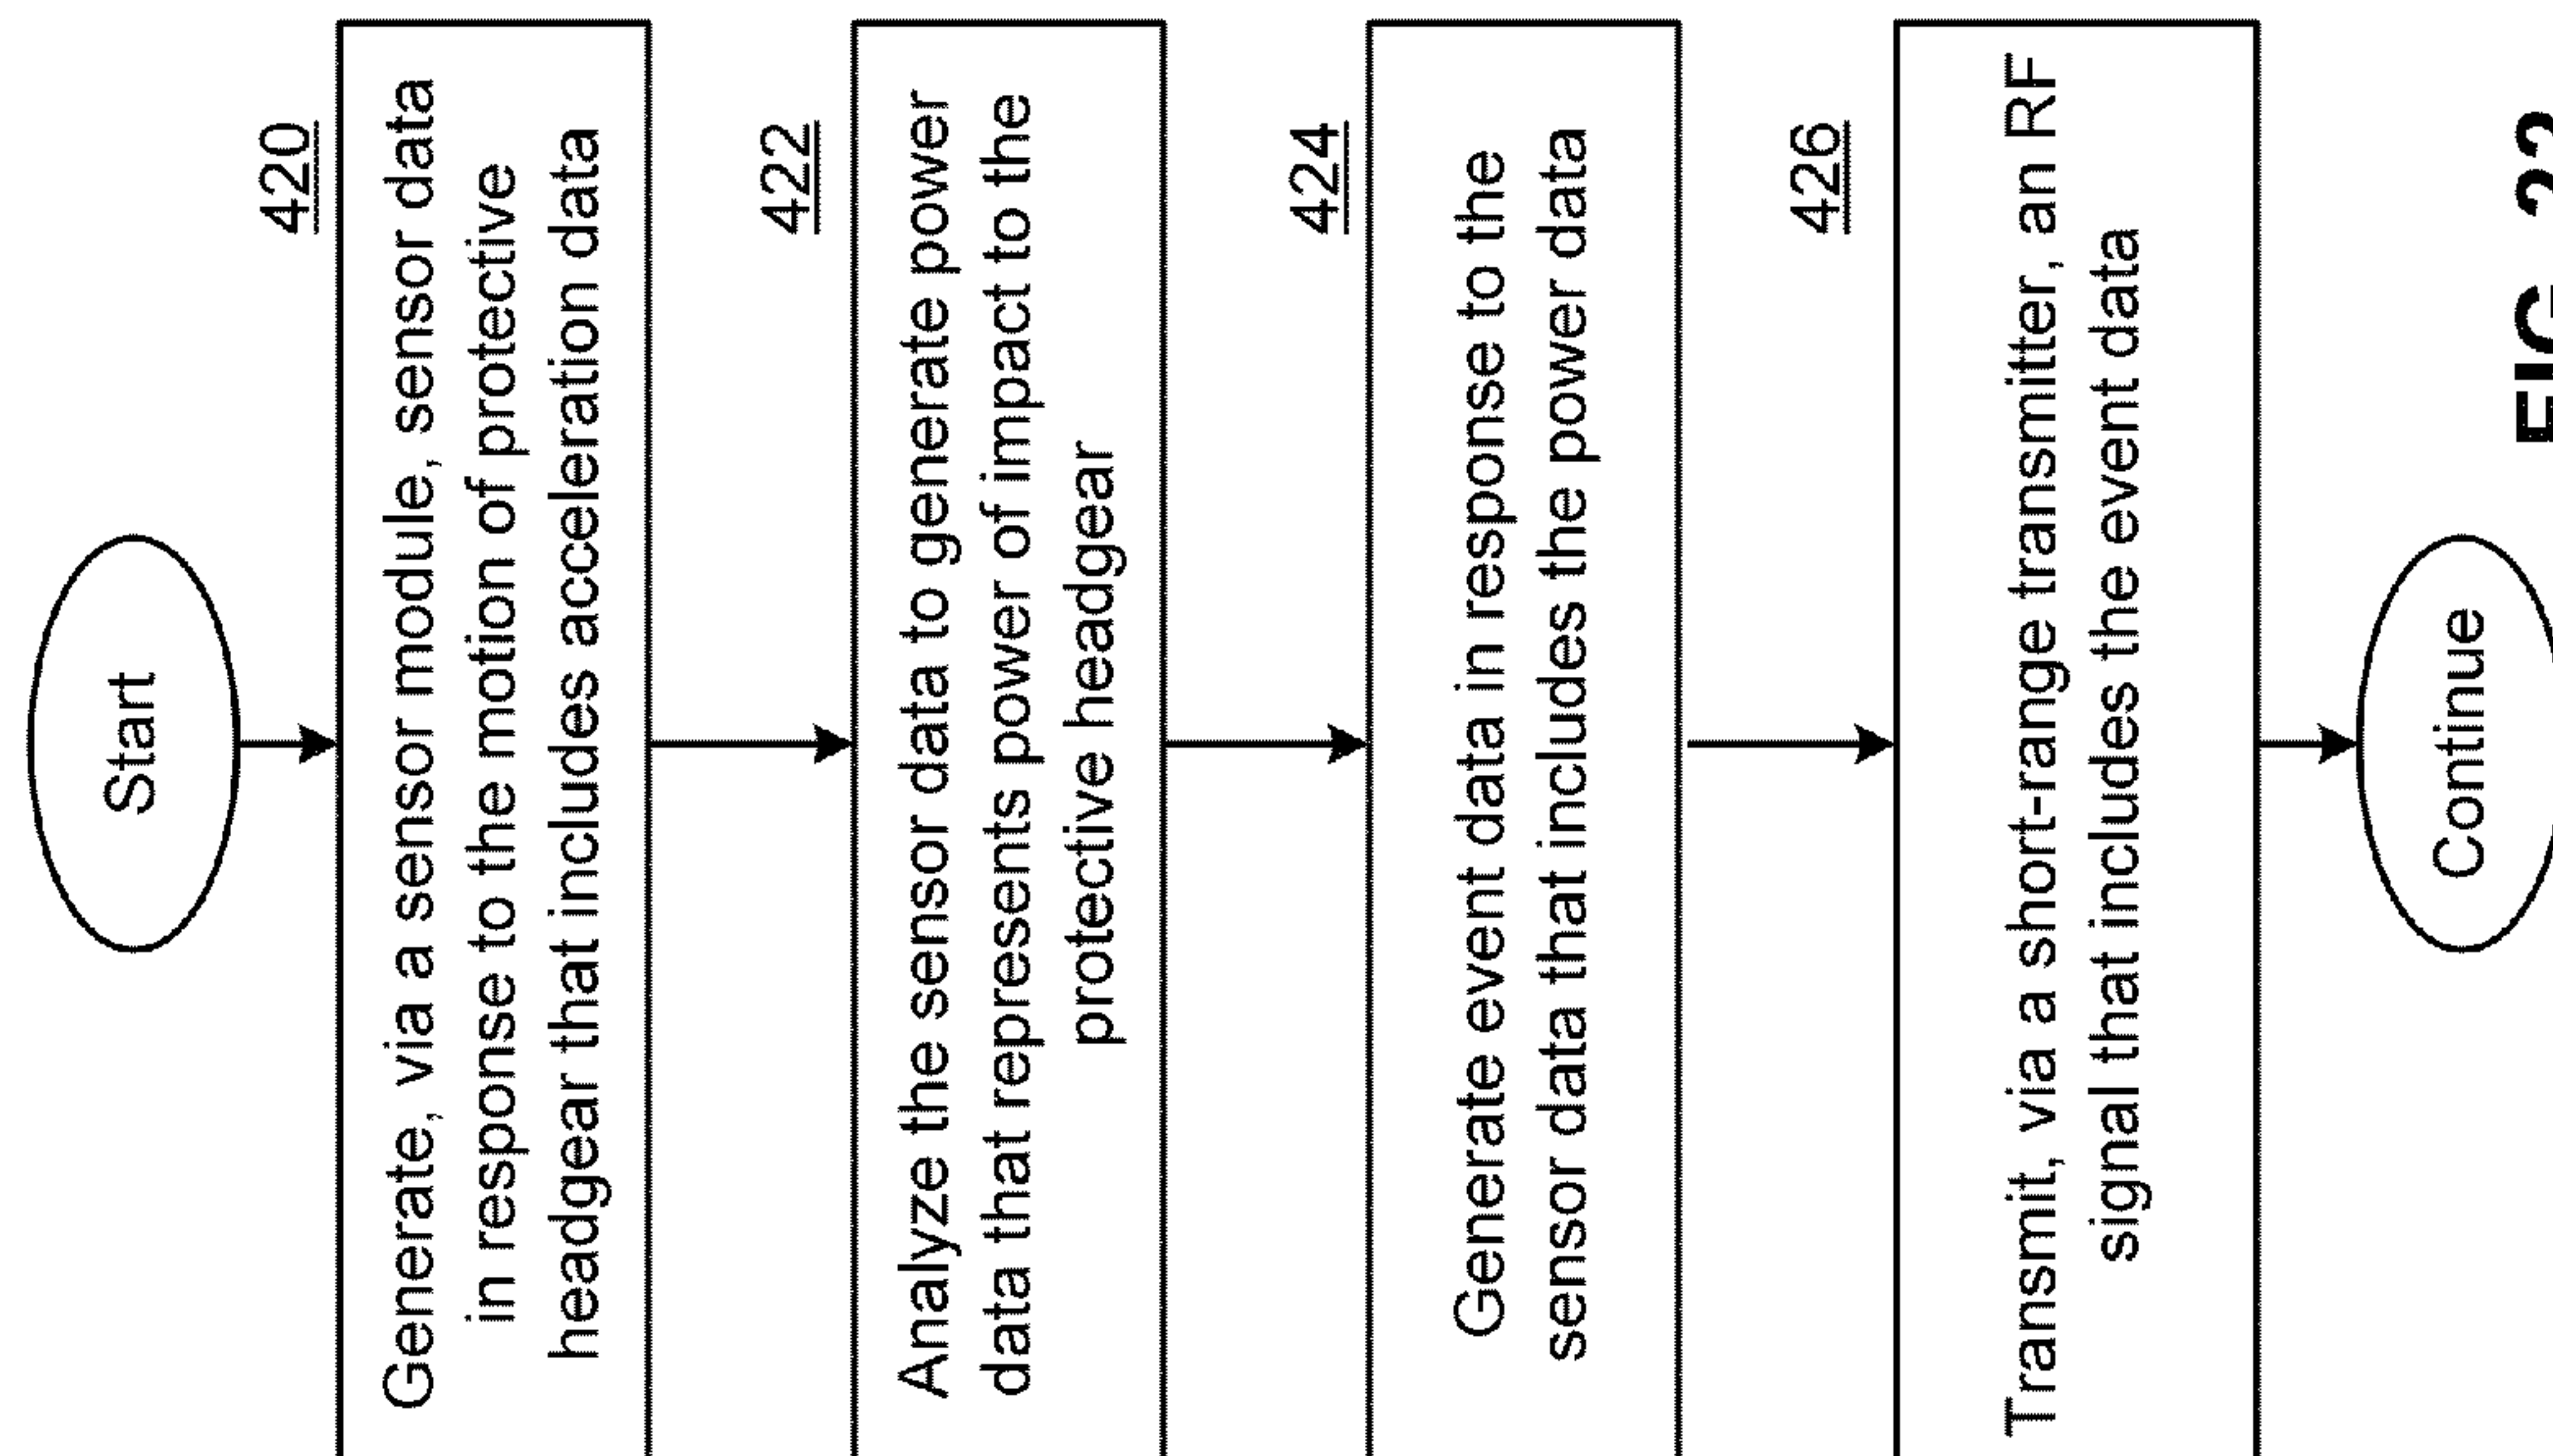 Start
420
Generate, via a sensor module, sensor data
in response to the motion of protective
headgear that includes acceleration data
422
Analyze the sensor data to generate power
data that represents power of impact to the
protective headgear
424
Generate event data in response to the
sensor data that includes the power data
426
Transmit, via a short-range transmitter, an RF
signal that includes the event data
Continue
FIG.